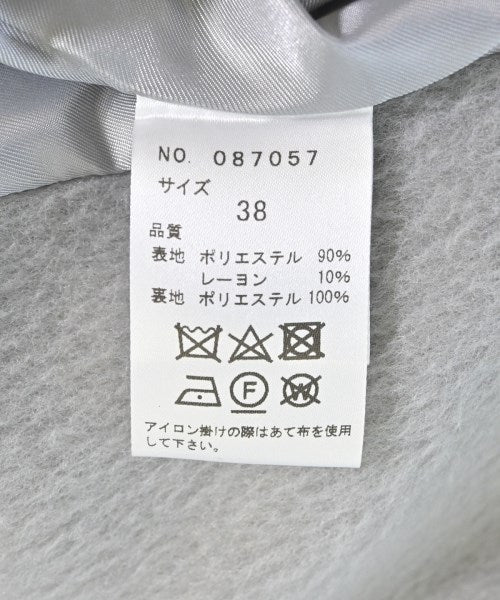 NO. 087057
サイズ
38
品質
表地 ポリエステル 90%
レーヨン 10%
裏地 ポリエステル 100%
F W
アイロン掛けの際はあて布を使用
して下さい。